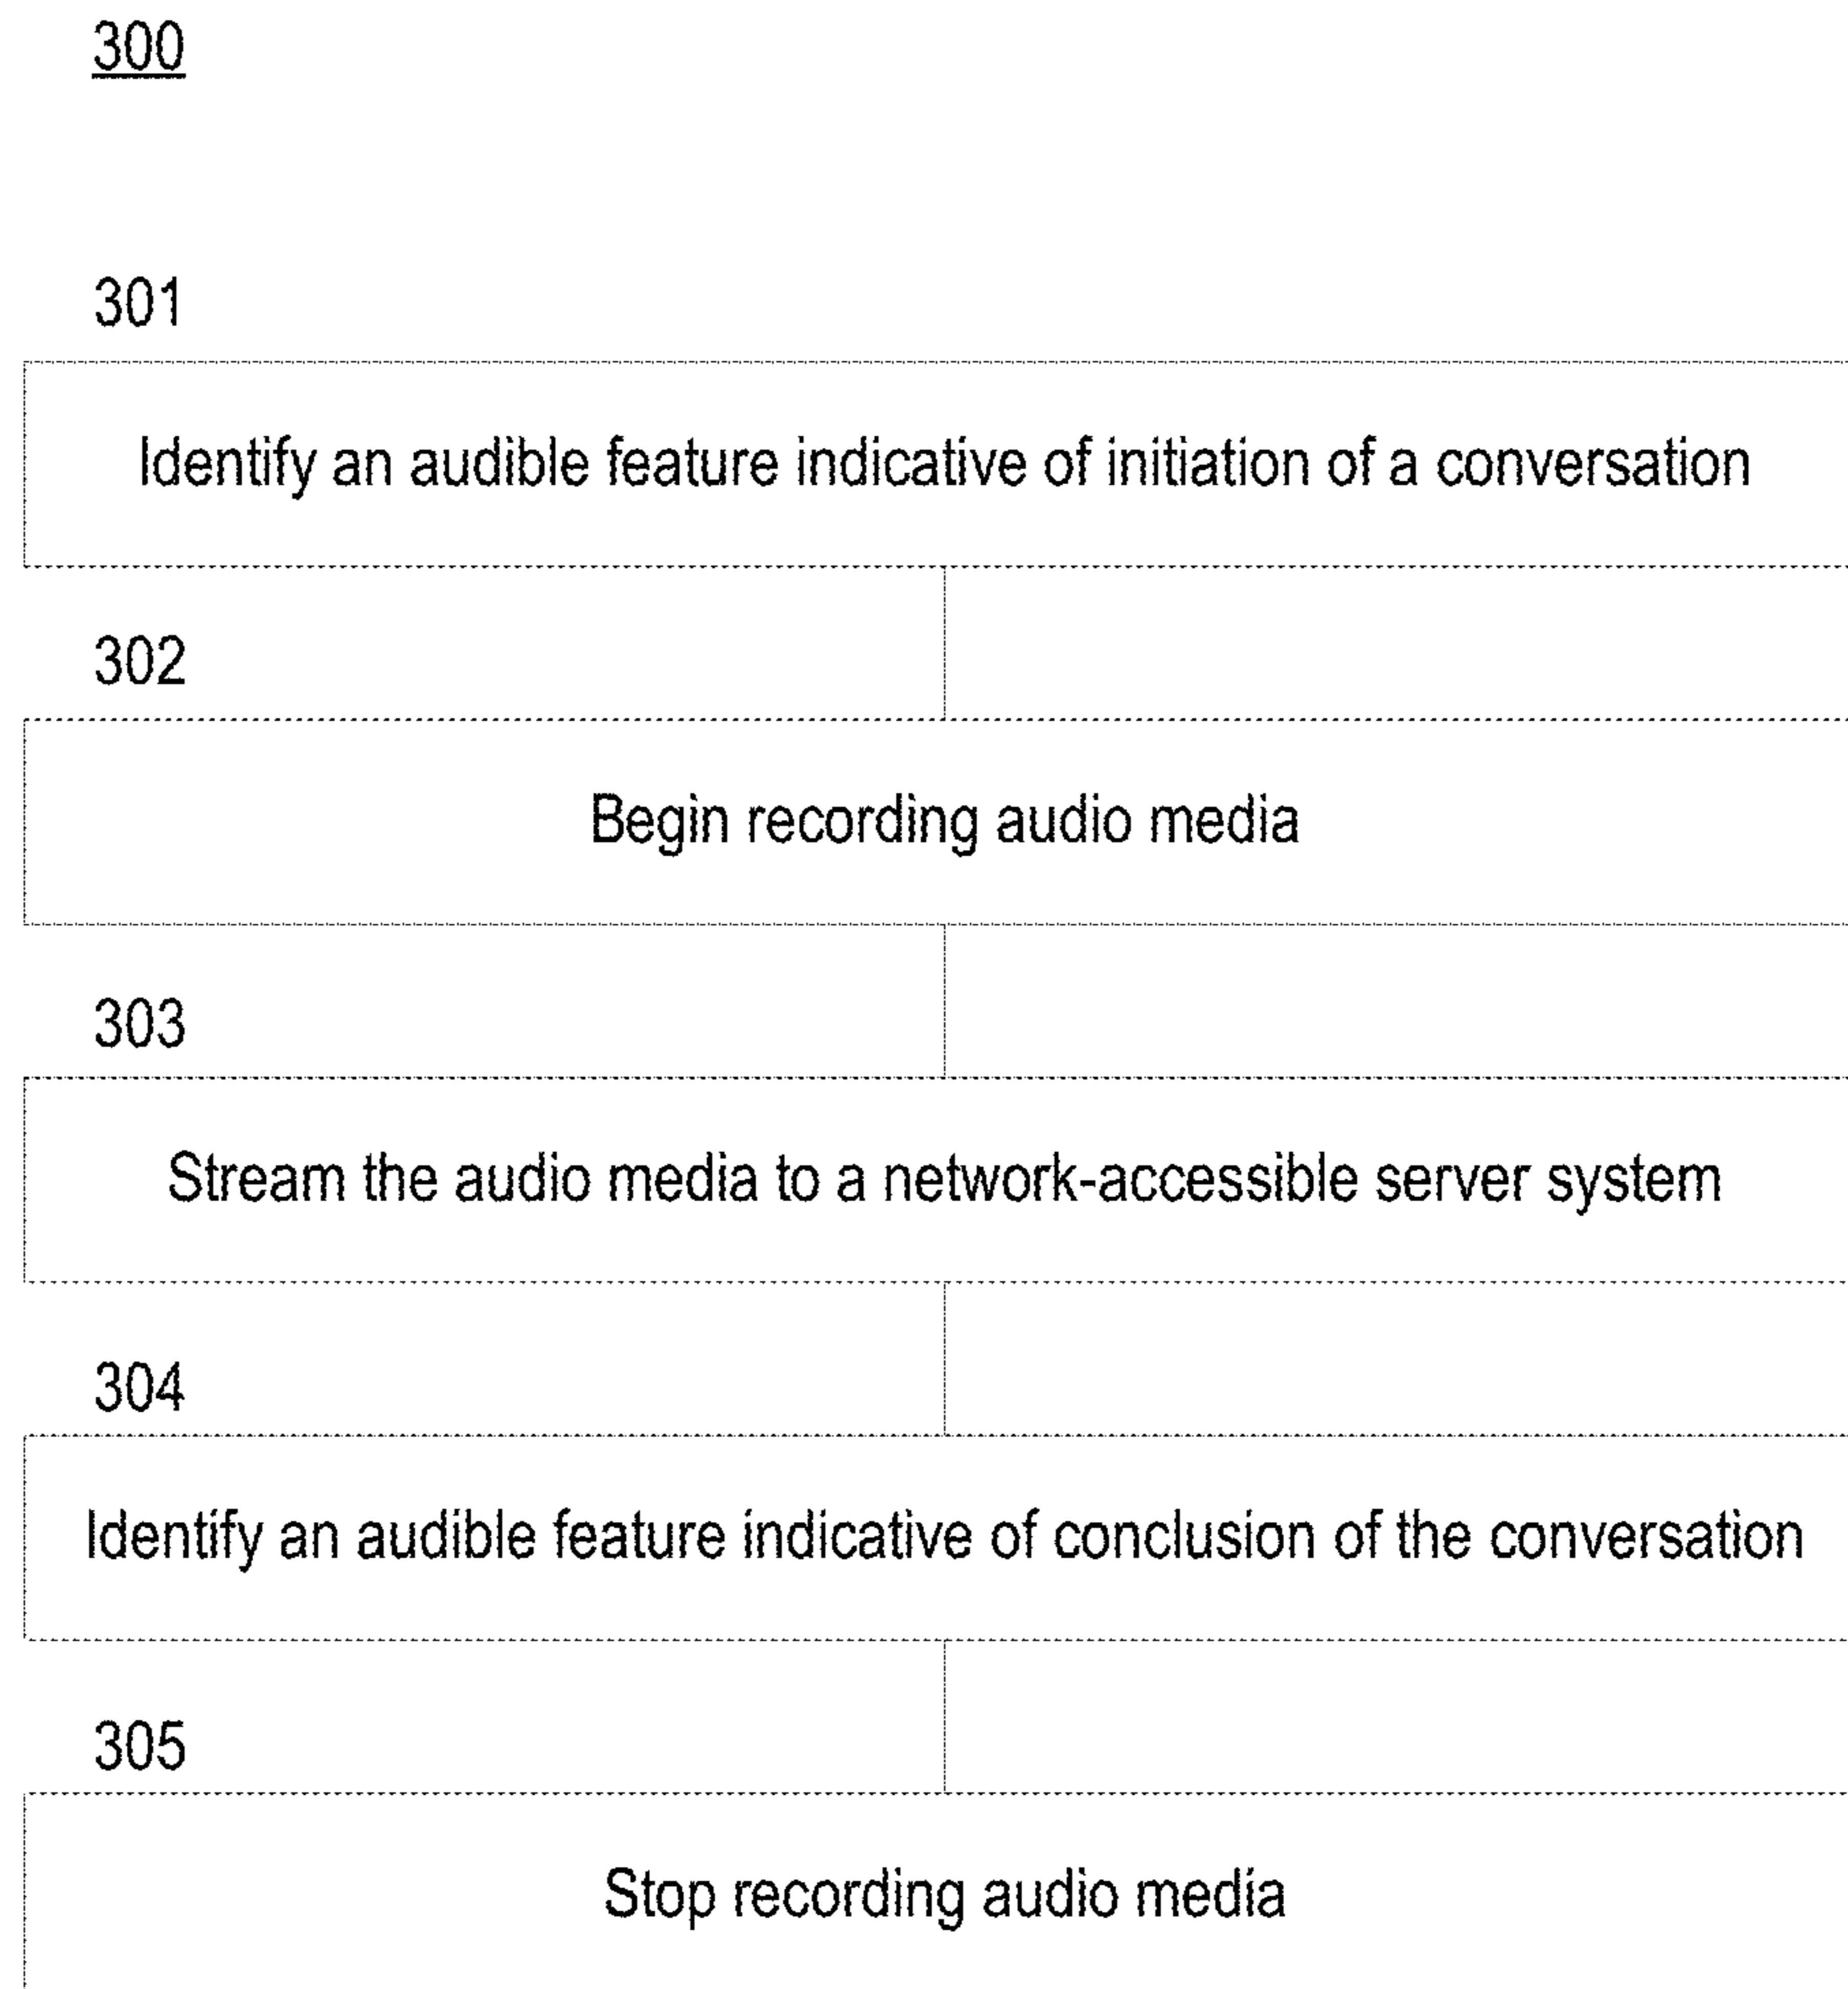 300
301
Identify an audible feature indicative of initiation of a conversation
302
Begin recording audio media
303
Stream the audio media to a network-accessible server system
304
Identify an audible feature indicative of conclusion of the conversation
305
Stop recording audio media